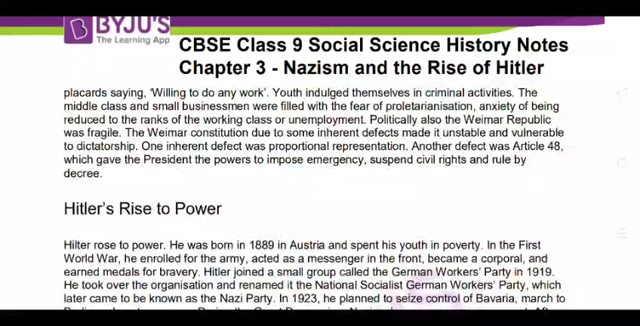 BYJU'S
The Learning App
CBSE Class 9 Social Science History Notes
Chapter 3 - Nazism and the Rise of Hitler
placards saying, 'Willing to do any work'. Youth indulged themselves in criminal activities. The
middle class and small businessmen were filled with the fear of proletarianisation, anxiety of being
reduced to the ranks of the working class or unemployment. Politically also the Weimar Republic
was fragile. The Weimar constitution due to some inherent defects made it unstable and vulnerable
to dictatorship. One inherent defect was proportional representation. Another defect was Article 48,
which gave the President the powers to impose emergency, suspend civil rights and rule by
decree.
Hitler's Rise to Power
Hilter rose to power. He was born in 1889 in Austria and spent his youth in poverty. In the First
World War, he enrolled for the army, acted as a messenger in the front, became a corporal, and
earned medals for bravery. Hitler joined a small group called the German Workers' Party in 1919.
He took over the organisation and renamed it the National Socialist German Workers' Party, which
later came to be known as the Nazi Party. In 1923, he planned to seize control of Bavaria, march to